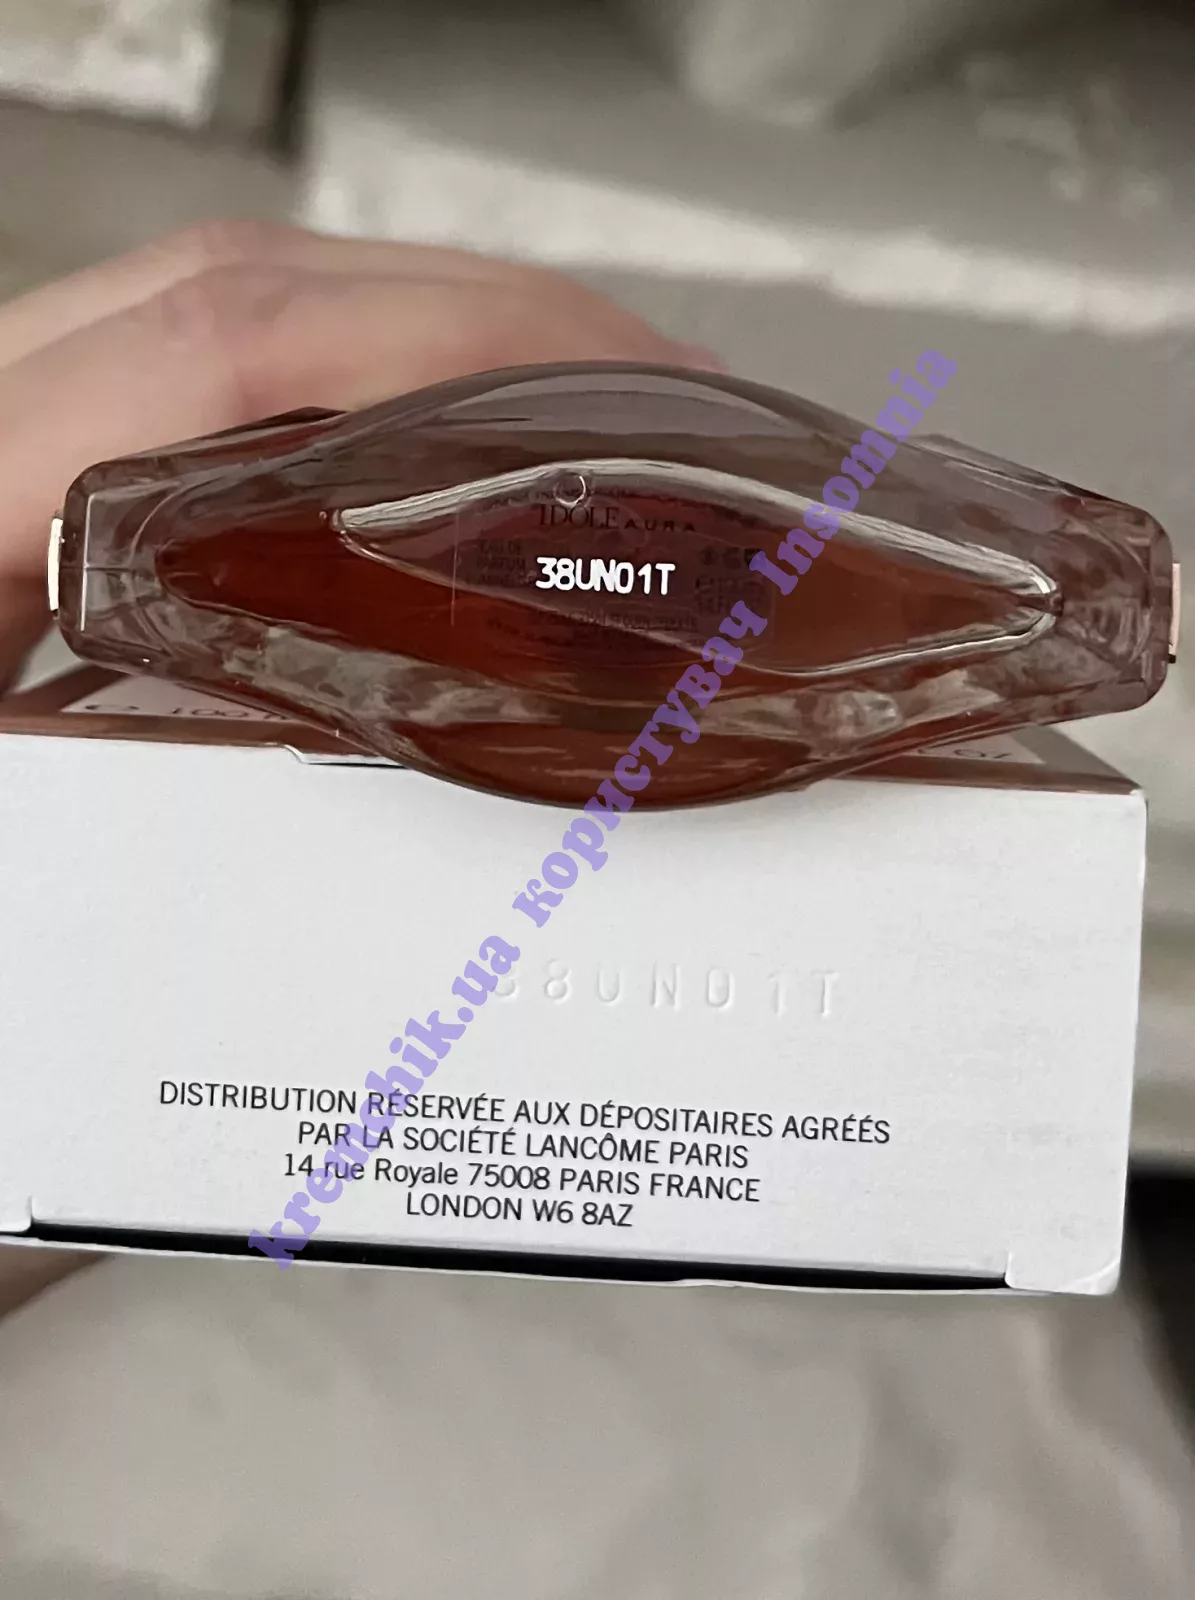 IDÔLE AURA
38UN01T
38UN01T
DISTRIBUTION RÉSERVÉE AUX DÉPOSITAIRES AGRÉÉS
PAR LA SOCIÉTÉ LANCÔME PARIS
14 rue Royale 75008 PARIS FRANCE
LONDON W6 8AZ
kremchik.ua користувач Insomnia